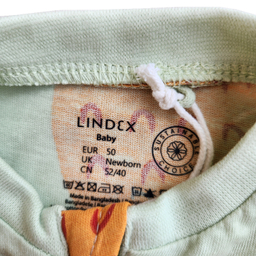 LINDEX
Baby
EUR 50
UK Newborn
CN 52/40
SUSTAINABLE
CHOICE
Made in
Bangladesh